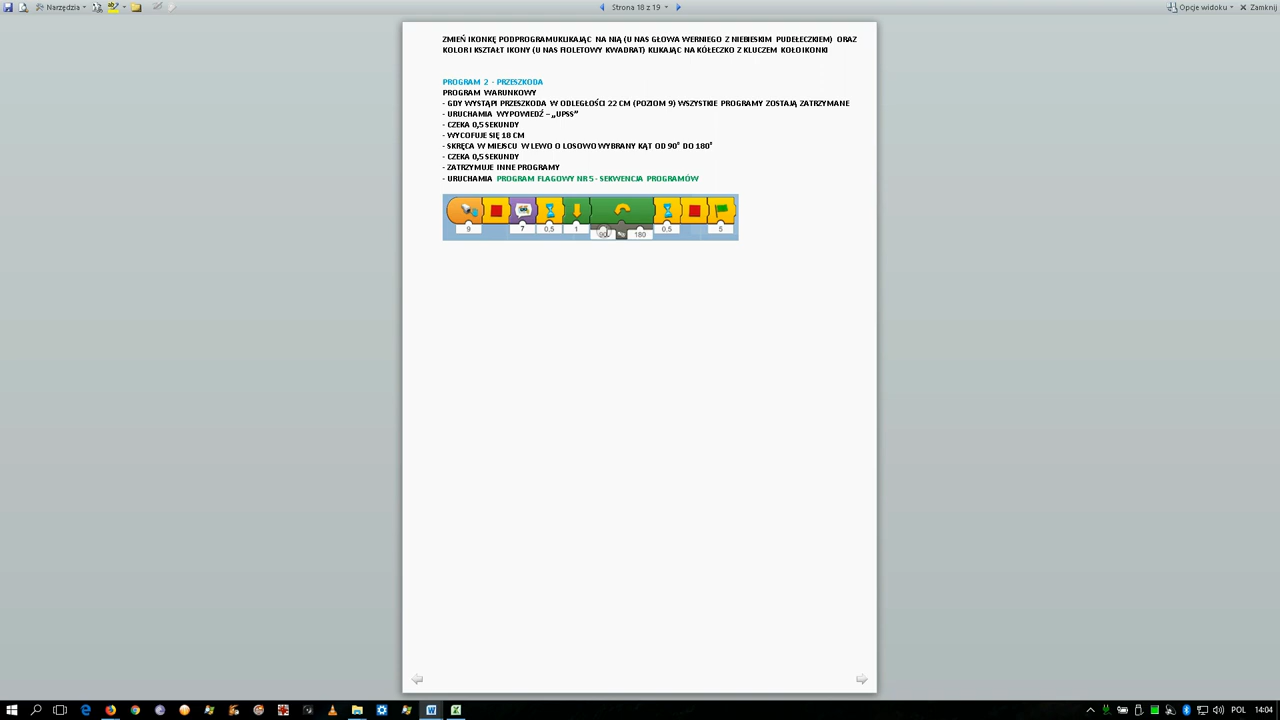 Narzędzia
Strona 18 z 19
Opcje widoku
Zamknij
ZMIEŃ IKONKĘ PODPROGRAMUKLIKAJĄC NA NIĄ (U NAS GŁOWA WERNIEGO Z NIEBIESKIM PUDEŁECZKIEM) ORAZ
KOLOR I KSZTAŁT IKONY (U NAS FIOLETOWY KWADRAT) KLIKAJĄC NA KÓŁECZKO Z KLUCZEM KOŁO IKONKI
PROGRAM 2 - PRZESZKODA
PROGRAM WARUNKOWY
- GDY WYSTĄPI PRZESZKODA W ODLEGŁOŚCI 22 CM (POZIOM 9) WSZYSTKIE PROGRAMY ZOSTAJĄ ZATRZYMANE
- URUCHAMIA WYPOWIEDŹ – „UPSS”
- CZEKA 0,5 SEKUNDY
- WYCOFUJE SIĘ 18 CM
- SKRĘCA W MIEJSCU W LEWO O LOSOWO WYBRANY KĄT OD 90° DO 180°
- CZEKA 0,5 SEKUNDY
- ZATRZYMUJE INNE PROGRAMY
- URUCHAMIA PROGRAM FLAGOWY NR 5 - SEKWENCJA PROGRAMÓW
9 7 0.5 1 90 180 0.5 5
POL 14:04